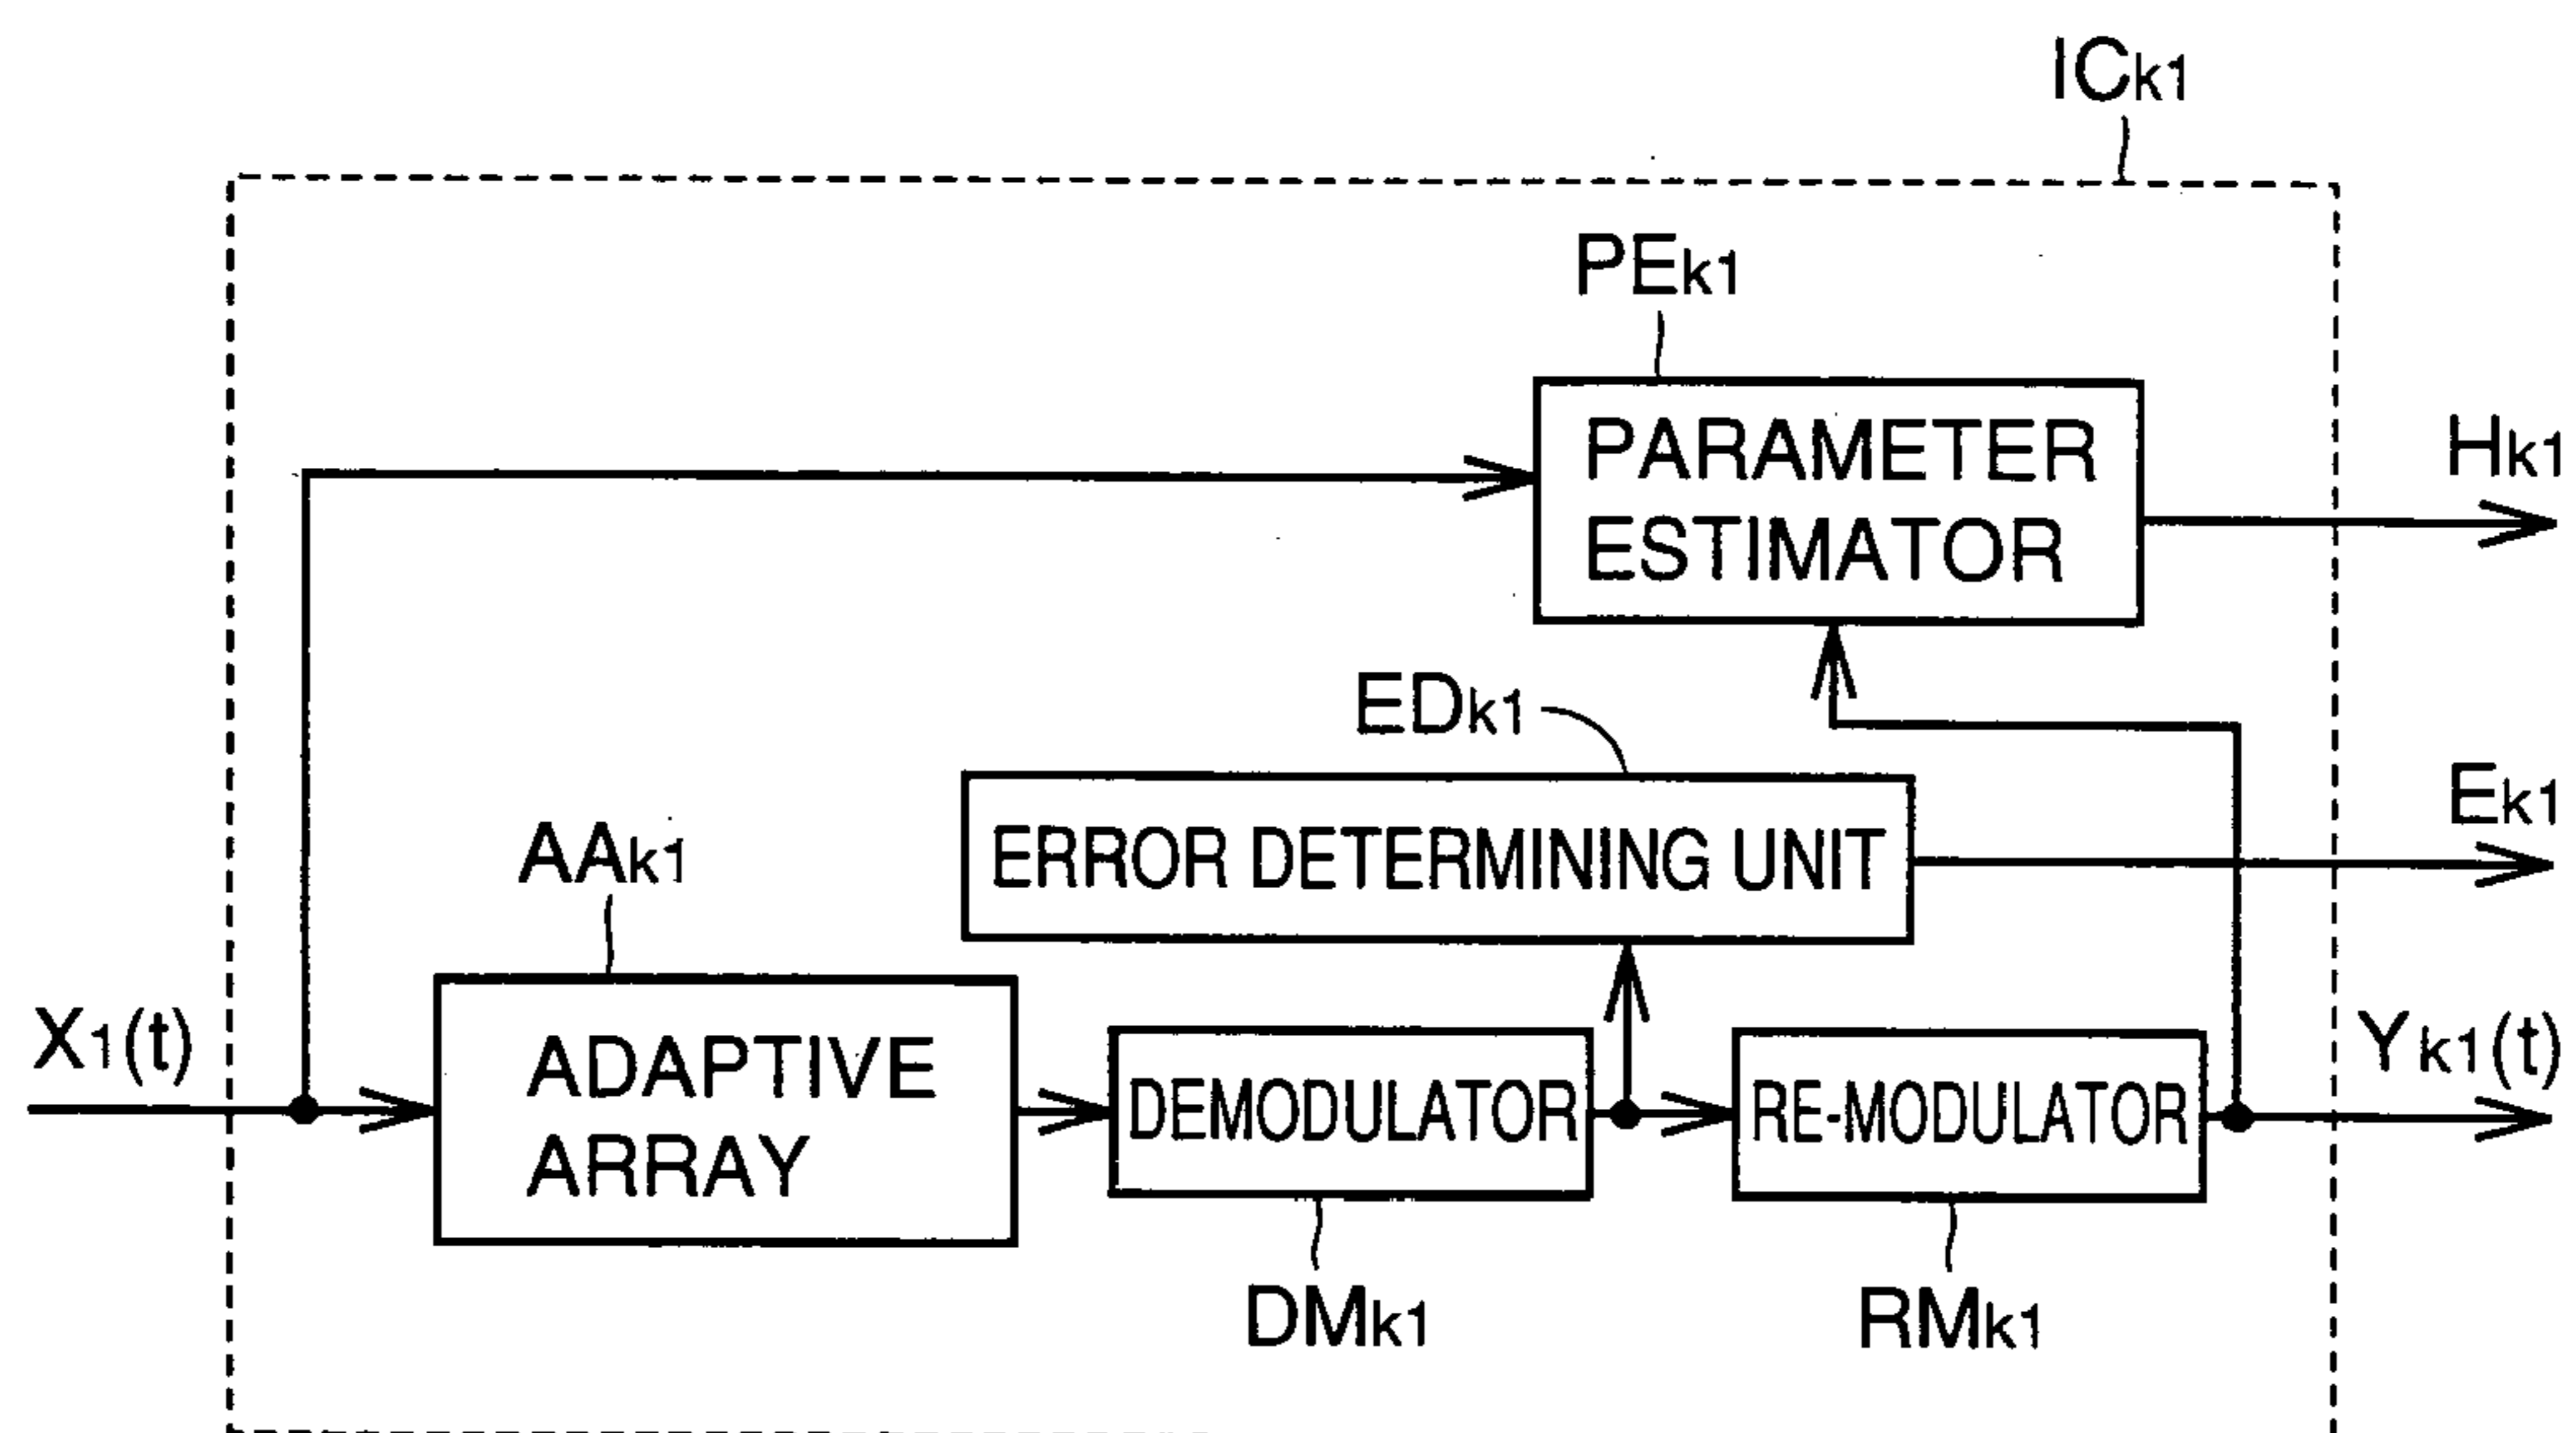 ICk1
PEk1
PARAMETER
ESTIMATOR
Hk1
EDk1
ERROR DETERMINING UNIT
Ek1
AAk1
X1(t)
ADAPTIVE
ARRAY
DEMODULATOR
RE-MODULATOR
Yk1(t)
DMk1
RMk1